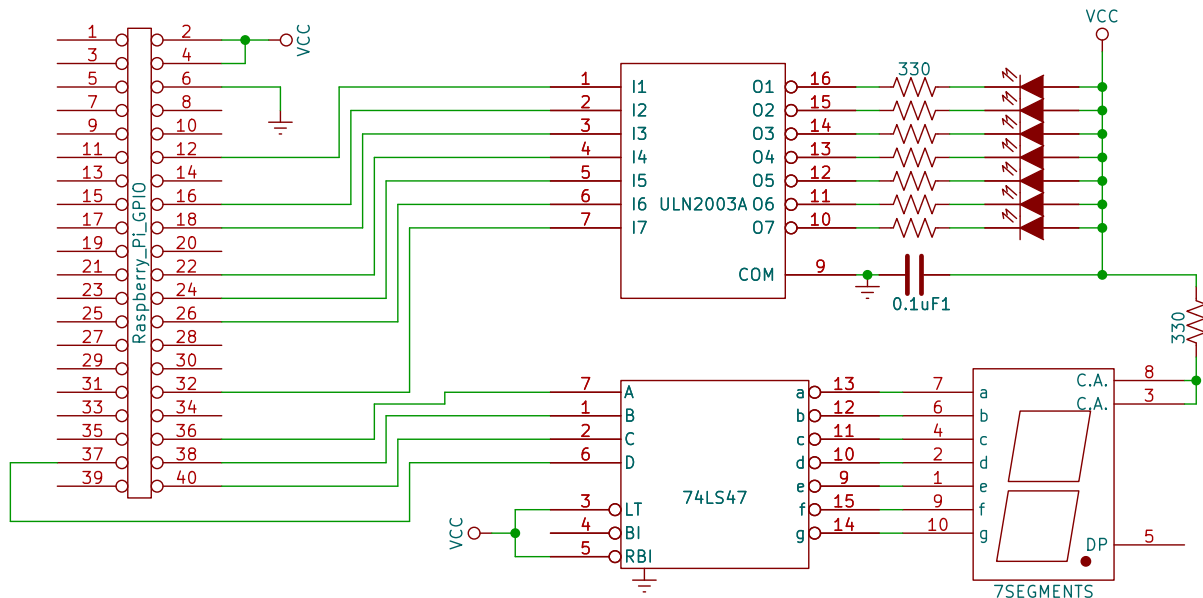 1 2
3 4
5 6
7 8
9 10
11 12
13 14
15 16
17 18
19 20
21 22
23 24
25 26
27 28
29 30
31 32
33 34
35 36
37 38
39 40
Raspberry_Pi_GPIO
VCC
1 I1 O1 16
2 I2 O2 15
3 I3 O3 14
4 I4 O4 13
5 I5 O5 12
6 I6 ULN2003A O6 11
7 I7 O7 10
COM 9
330
VCC
0.1uF1
330
7 A a 13
1 B b 12
2 C c 11
6 D d 10
e 9
3 LT f 15
4 BI g 14
5 RBI
74LS47
VCC
7 a C.A. 8
6 b C.A. 3
4 c
2 d
1 e
9 f
10 g
DP 5
7SEGMENTS